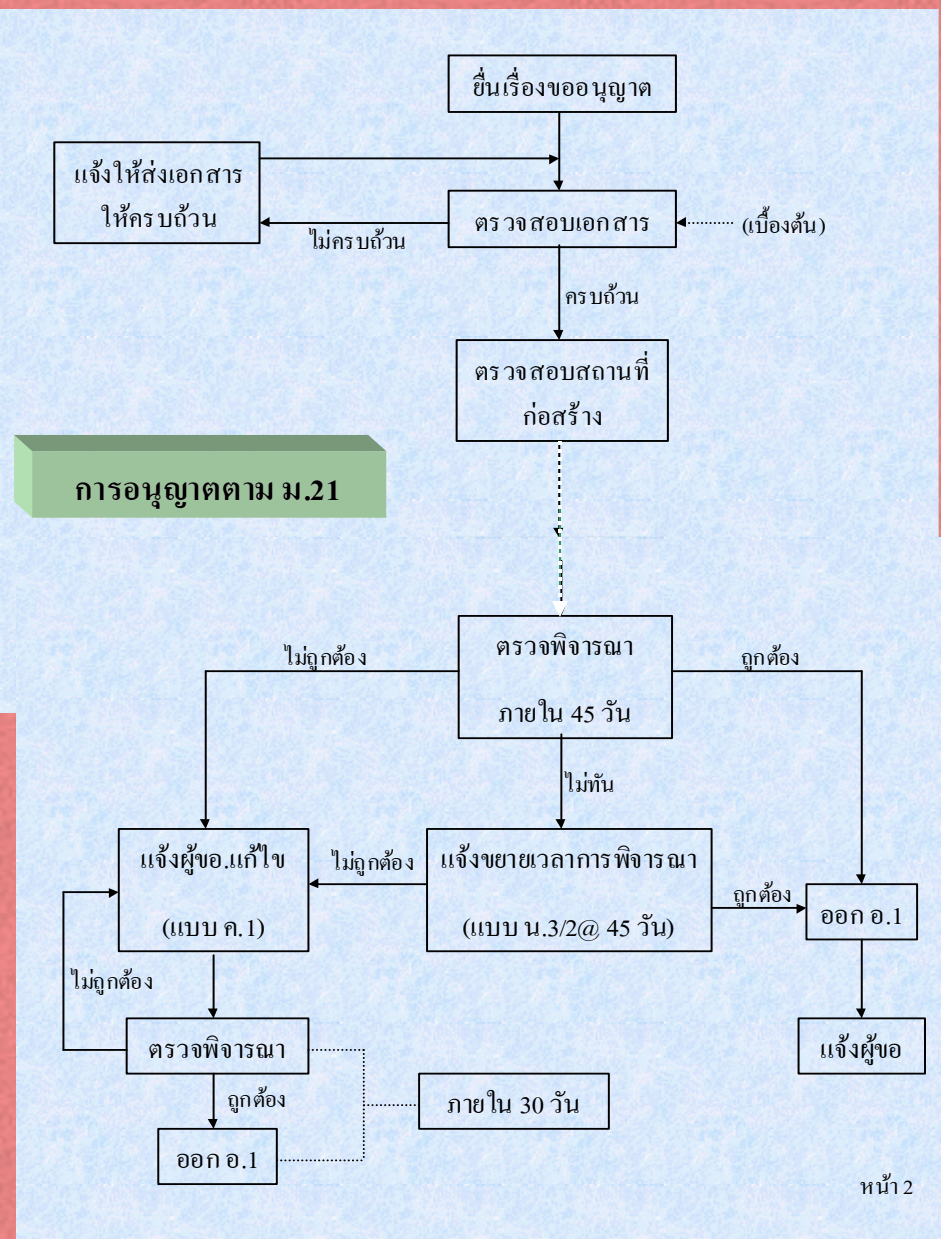 ยื่นเรื่องขออนุญาต
แจ้งให้ส่งเอกสาร
ให้ครบถ้วน
ตรวจสอบเอกสาร
(เบื้องต้น)
ไม่ครบถ้วน
ครบถ้วน
ตรวจสอบสถานที่
ก่อสร้าง
การอนุญาตตาม ม.21
ไม่ถูกต้อง
ตรวจพิจารณา
ภายใน 45 วัน
ถูกต้อง
ไม่ทัน
แจ้งผู้ขอ.แก้ไข
(แบบ ค.1)
ไม่ถูกต้อง
แจ้งขยายเวลาการพิจารณา
(แบบ น.3/2@ 45 วัน)
ถูกต้อง
ออก อ.1
ไม่ถูกต้อง
ตรวจพิจารณา
แจ้งผู้ขอ
ถูกต้อง
ภายใน 30 วัน
ออก อ.1
หน้า 2